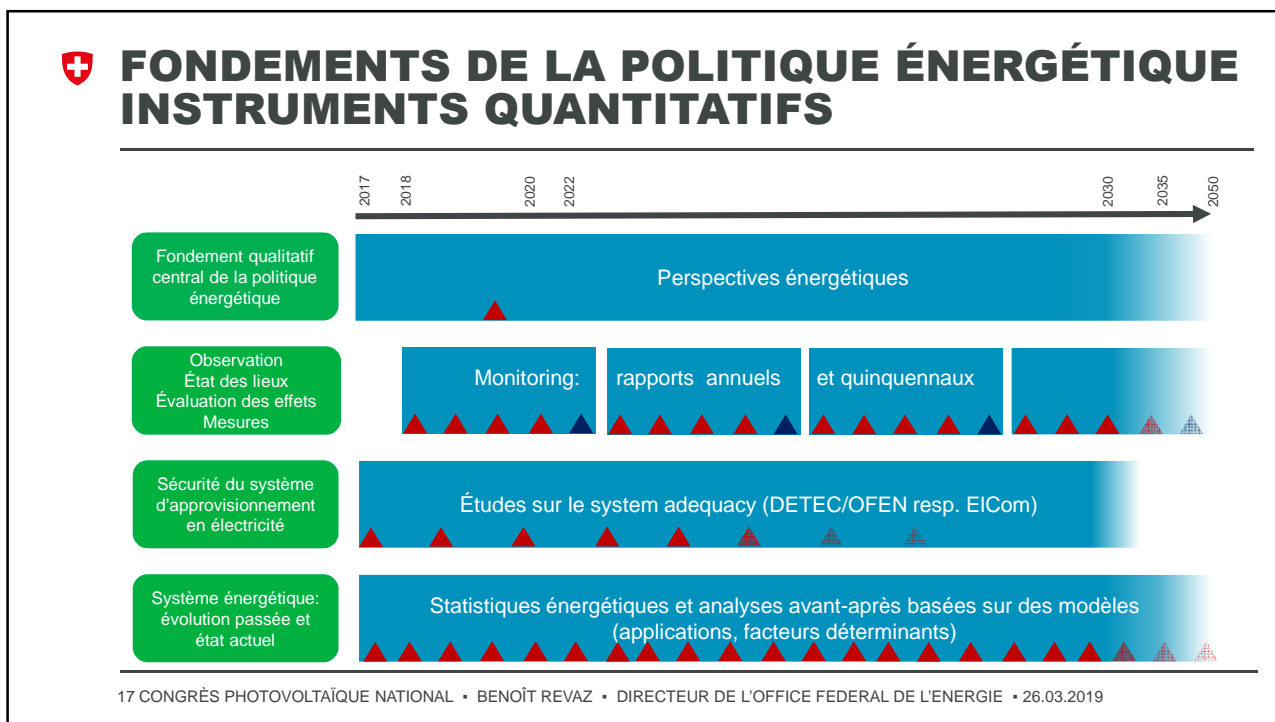 FONDEMENTS DE LA POLITIQUE ÉNERGÉTIQUE
INSTRUMENTS QUANTITATIFS
2017 2018 2020 2022 2030 2035 2050
Fondement qualitatif
central de la politique
énergétique
Perspectives énergétiques
Observation
État des lieux
Évaluation des effets
Mesures
Monitoring: rapports annuels et quinquennaux
Sécurité du système
d'approvisionnement
en électricité
Études sur le system adequacy (DETEC/OFEN resp. ElCom)
Système énergétique:
évolution passée et
état actuel
Statistiques énergétiques et analyses avant-après basées sur des modèles
(applications, facteurs déterminants)
17 CONGRÈS PHOTOVOLTAÏQUE NATIONAL ▪ BENOÎT REVAZ ▪ DIRECTEUR DE L'OFFICE FEDERAL DE L'ENERGIE ▪ 26.03.2019